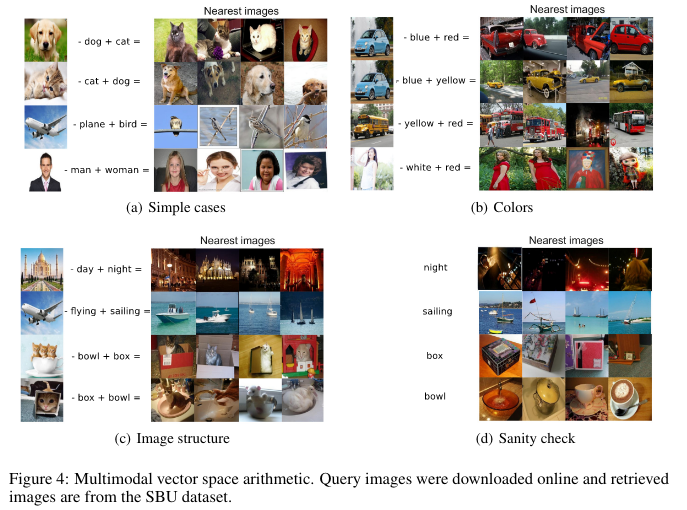 Nearest images
- dog + cat =
- cat + dog =
- plane + bird =
- man + woman =
(a) Simple cases
Nearest images
- blue + red =
- blue + yellow =
- yellow + red =
- white + red =
(b) Colors
Nearest images
- day + night =
- flying + sailing =
- bowl + box =
- box + bowl =
(c) Image structure
Nearest images
night
sailing
box
bowl
(d) Sanity check
Figure 4: Multimodal vector space arithmetic. Query images were downloaded online and retrieved
images are from the SBU dataset.